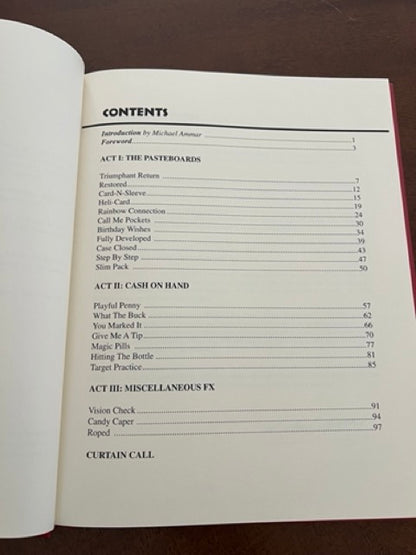 CONTENTS
Introduction by Michael Ammar 1
Foreword 3
ACT I: THE PASTEBOARDS
Triumphant Return 7
Restored 12
Card-N-Sleeve 15
Heli-Card 19
Rainbow Connection 24
Call Me Pockets 30
Birthday Wishes 34
Fully Developed 39
Case Closed 43
Step By Step 47
Slim Pack 50
ACT II: CASH ON HAND
Playful Penny 57
What The Buck 62
You Marked It 66
Give Me A Tip 70
Magic Pills 77
Hitting The Bottle 81
Target Practice 85
ACT III: MISCELLANEOUS FX
Vision Check 91
Candy Caper 94
Roped 97
CURTAIN CALL